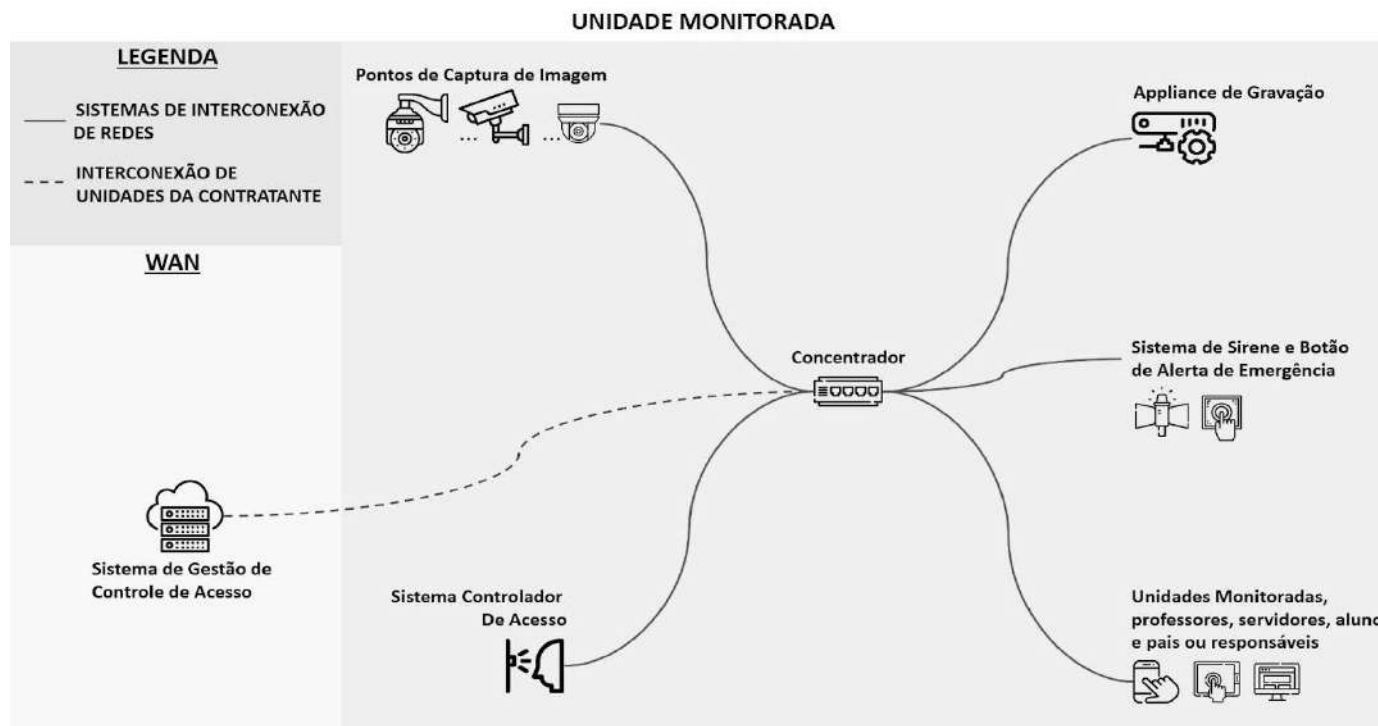 UNIDADE MONITORADA
LEGENDA
SISTEMAS DE INTERCONEXÃO
DE REDES
INTERCONEXÃO DE
UNIDADES DA CONTRATANTE
WAN
Pontos de Captura de Imagem
... ...
Appliance de Gravação
Concentrador
Sistema de Sirene e Botão
de Alerta de Emergência
Sistema de Gestão de
Controle de Acesso
Sistema Controlador
De Acesso
Unidades Monitoradas,
professores, servidores, aluno
e pais ou responsáveis